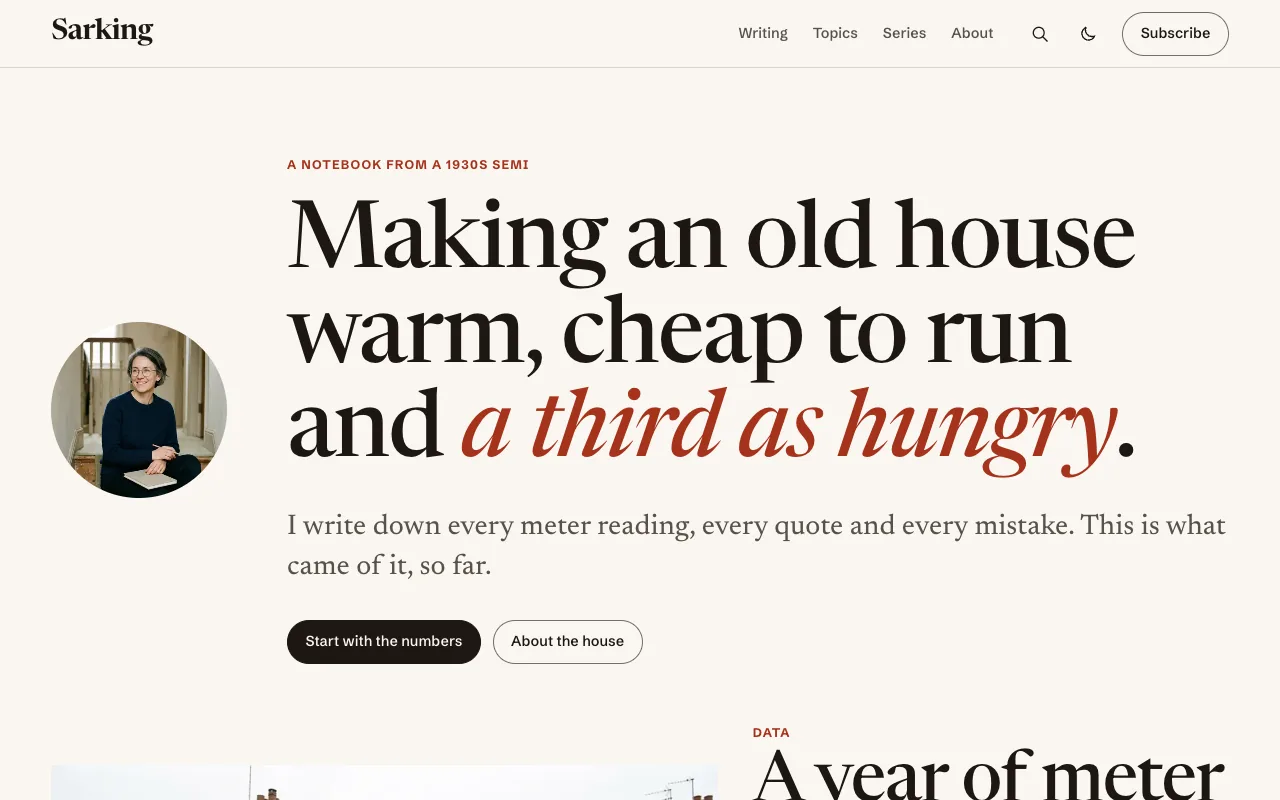 Sarking
Writing
Topics
Series
About
Subscribe
A NOTEBOOK FROM A 1930S SEMI
Making an old house
warm, cheap to run
and a third as hungry.
I write down every meter reading, every quote and every mistake. This is what
came of it, so far.
Start with the numbers
About the house
DATA
A year of meter